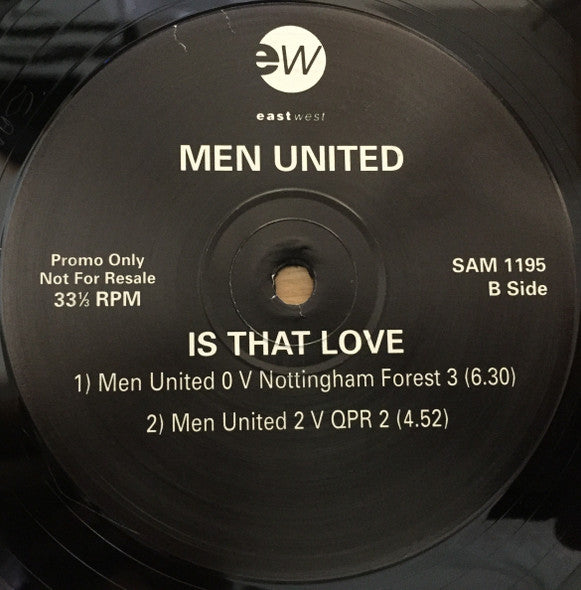 ew
eastwest
MEN UNITED
Promo Only
Not For Resale
33⅓ RPM
SAM 1195
B Side
IS THAT LOVE
1) Men United 0 V Nottingham Forest 3 (6.30)
2) Men United 2 V QPR 2 (4.52)